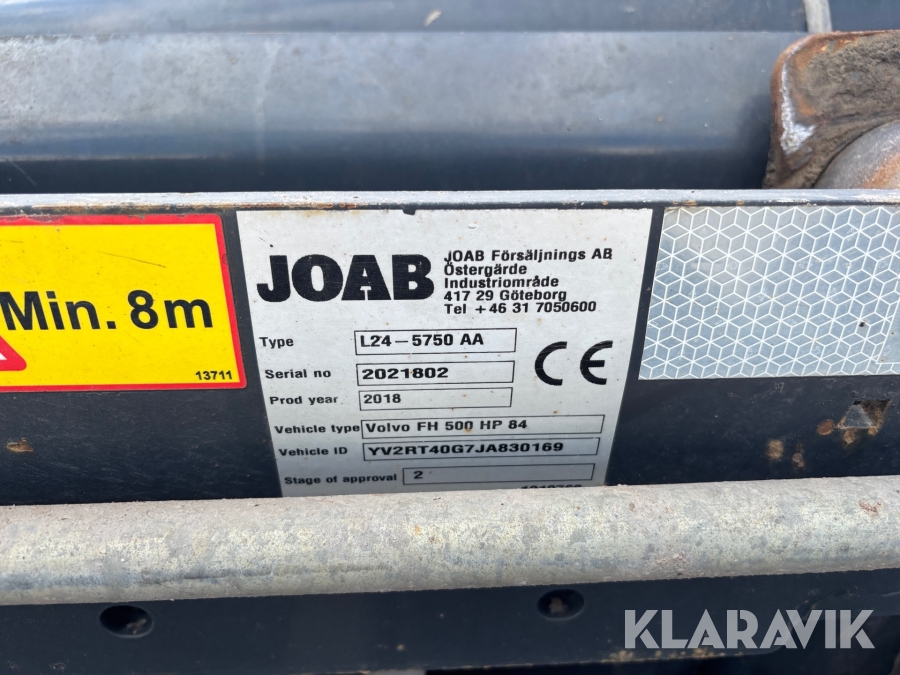 Min. 8m
13711
JOAB
JOAB Försäljnings AB
Östergärde
Industriområde
417 29 Göteborg
Tel +46 31 7050600
Type L24-5750 AA
Serial no 2021802
CE
Prod year 2018
Vehicle type Volvo FH 500 HP 84
Vehicle ID YV2RT40G7JA830169
Stage of approval 2
KLARAVIK